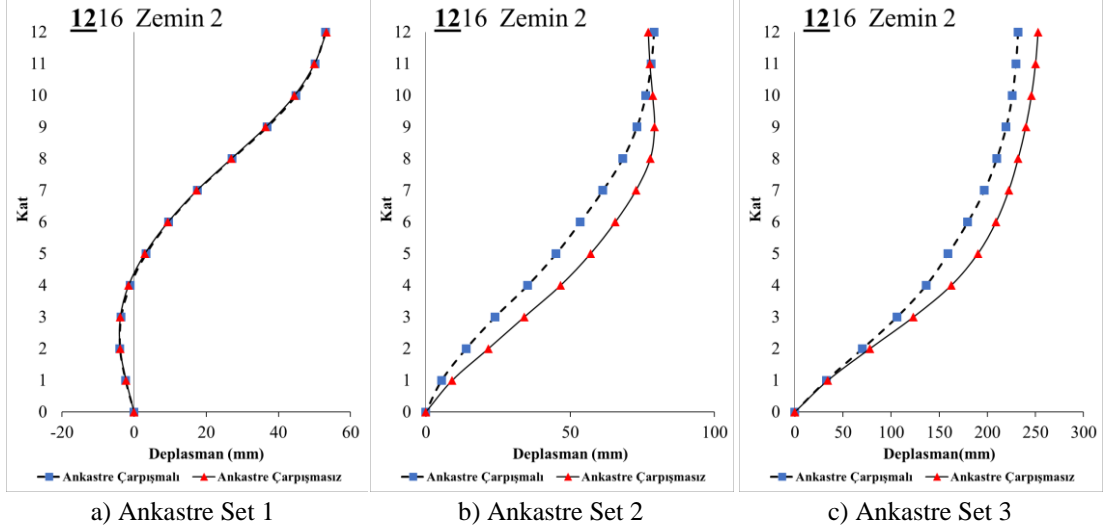 1216 Zemin 2
12
11
10
9
8
7
6
5
4
3
2
1
0
Kat
-20 0 20 40 60
Deplasman (mm)
Ankastre Çarpışmalı Ankastre Çarpışmasız
a) Ankastre Set 1
1216 Zemin 2
12
11
10
9
8
7
6
5
4
3
2
1
0
Kat
0 50 100
Deplasman (mm)
Ankastre Çarpışmalı Ankastre Çarpışmasız
b) Ankastre Set 2
1216 Zemin 2
12
11
10
9
8
7
6
5
4
3
2
1
0
Kat
0 50 100 150 200 250 300
Deplasman(mm)
Ankastre Çarpışmalı Ankastre Çarpışmasız
c) Ankastre Set 3